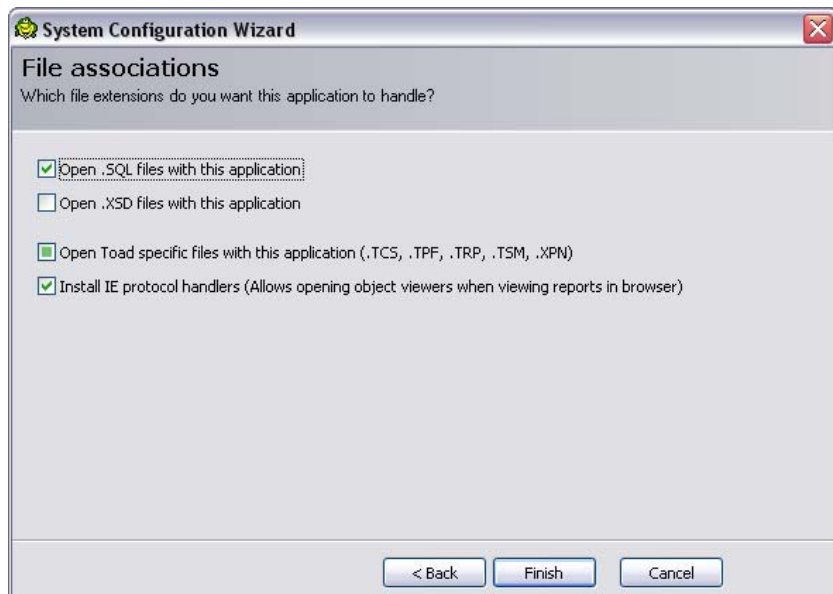 System Configuration Wizard
File associations
Which file extensions do you want this application to handle?
Open .SQL files with this application
Open .XSD files with this application
Open Toad specific files with this application (.TCS, .TPF, .TRP, .TSM, .XPN)
Install IE protocol handlers (Allows opening object viewers when viewing reports in browser)
< Back Finish Cancel